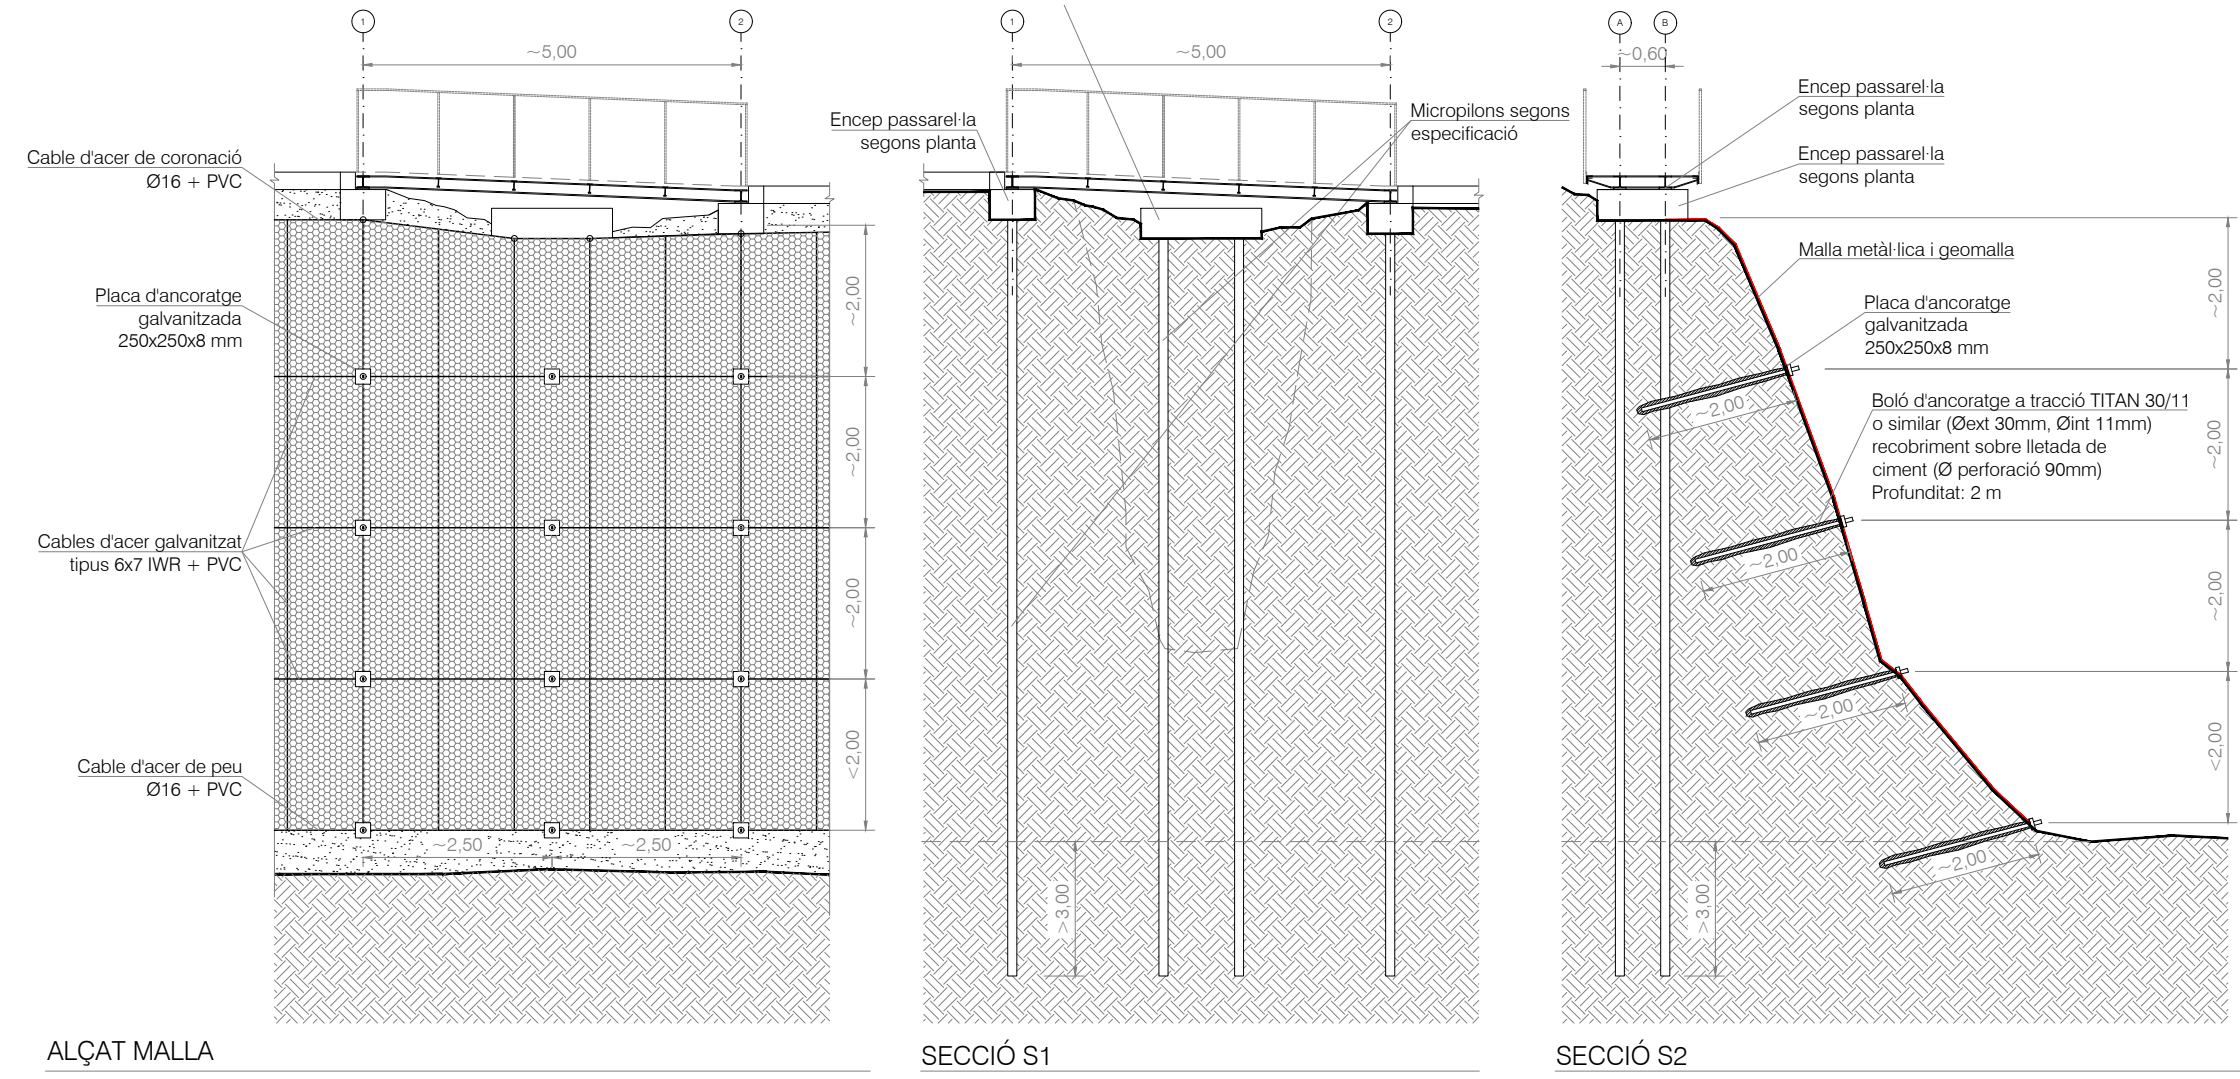 1
2
~5,00
Cable d'acer de coronació
Ø16 + PVC
Placa d'ancoratge
galvanitzada
250x250x8 mm
Cables d'acer galvanitzat
tipus 6x7 IWR + PVC
Cable d'acer de peu
Ø16 + PVC
~2,00
~2,00
~2,00
<2,00
~2,50
~2,50
ALÇAT MALLA
1
2
~5,00
Encep passarel·la
segons planta
Micropilons segons
especificació
>3,00
SECCIÓ S1
A
B
~0,60
Encep passarel·la
segons planta
Encep passarel·la
segons planta
Malla metàl·lica i geomalla
Placa d'ancoratge
galvanitzada
250x250x8 mm
Boló d'ancoratge a tracció TITAN 30/11
o similar (Øext 30mm, Øint 11mm)
recobriment sobre lletada de
ciment (Ø perforació 90mm)
Profunditat: 2 m
~2,00
~2,00
~2,00
~2,00
~2,00
~2,00
~2,00
<2,00
>3,00
SECCIÓ S2